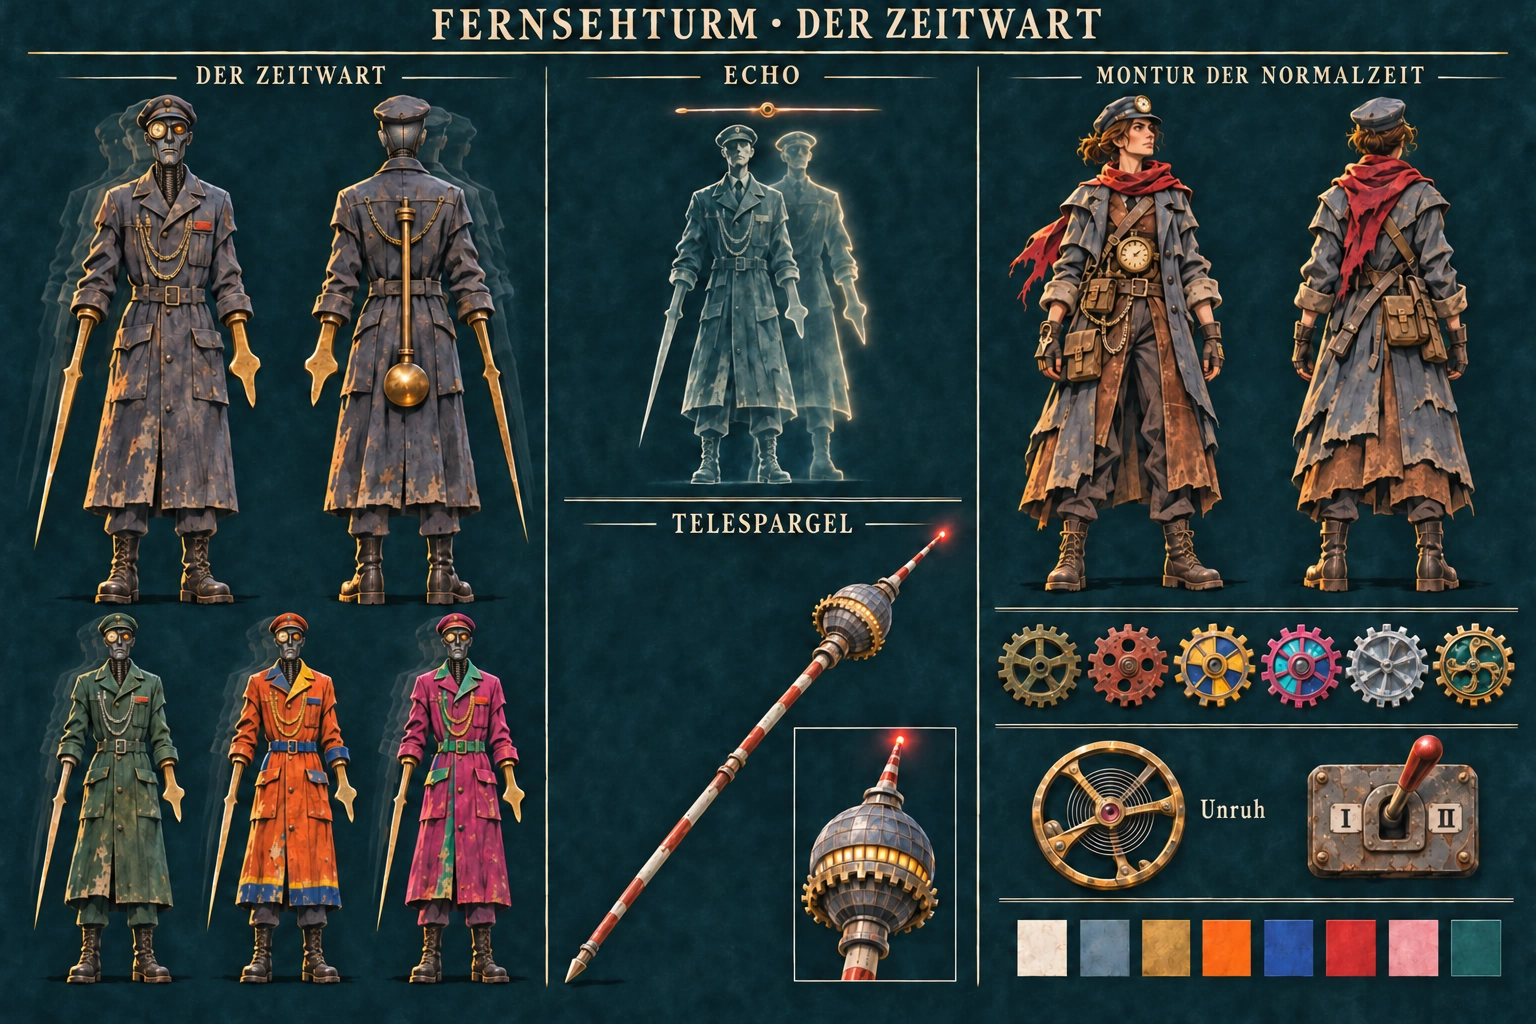 FERNSEHTURM · DER ZEITWART
DER ZEITWART
ECHO
MONTUR DER NORMALZEIT
TELESPARGEL
Unruh
I
II